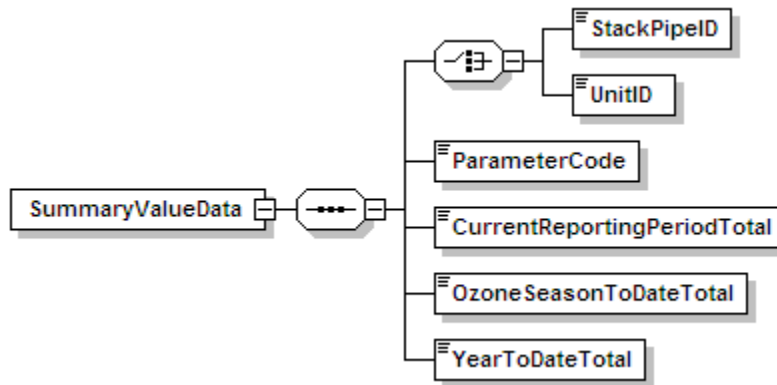 StackPipeID
UnitID
ParameterCode
SummaryValueData
CurrentReportingPeriodTotal
OzoneSeasonToDateTotal
YearToDateTotal